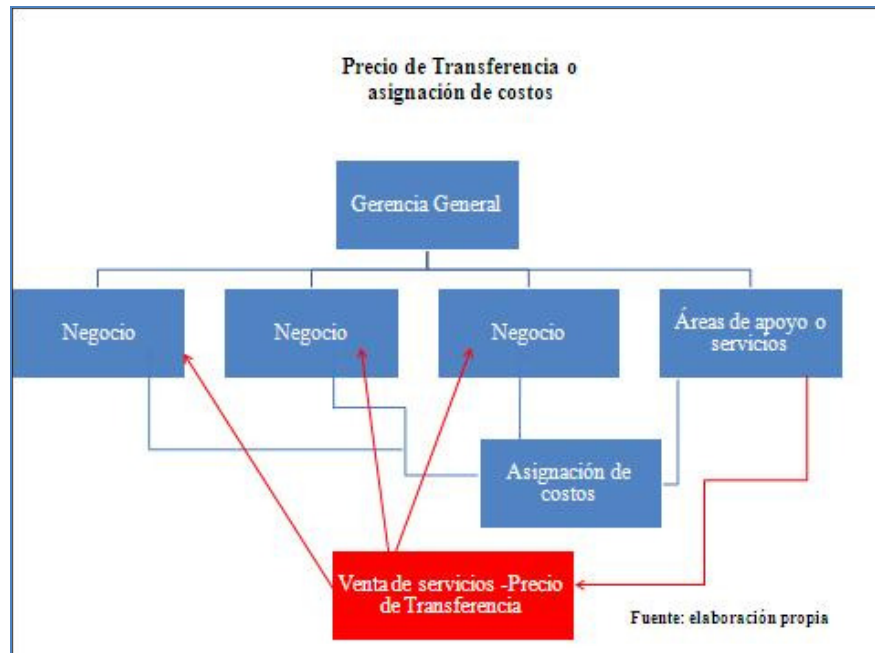 Precio de Transferencia o
asignación de costos
Gerencia General
Negocio
Negocio
Negocio
Áreas de apoyo o
servicios
Asignación de
costos
Venta de servicios -Precio
de Transferencia
Fuente: elaboración propia